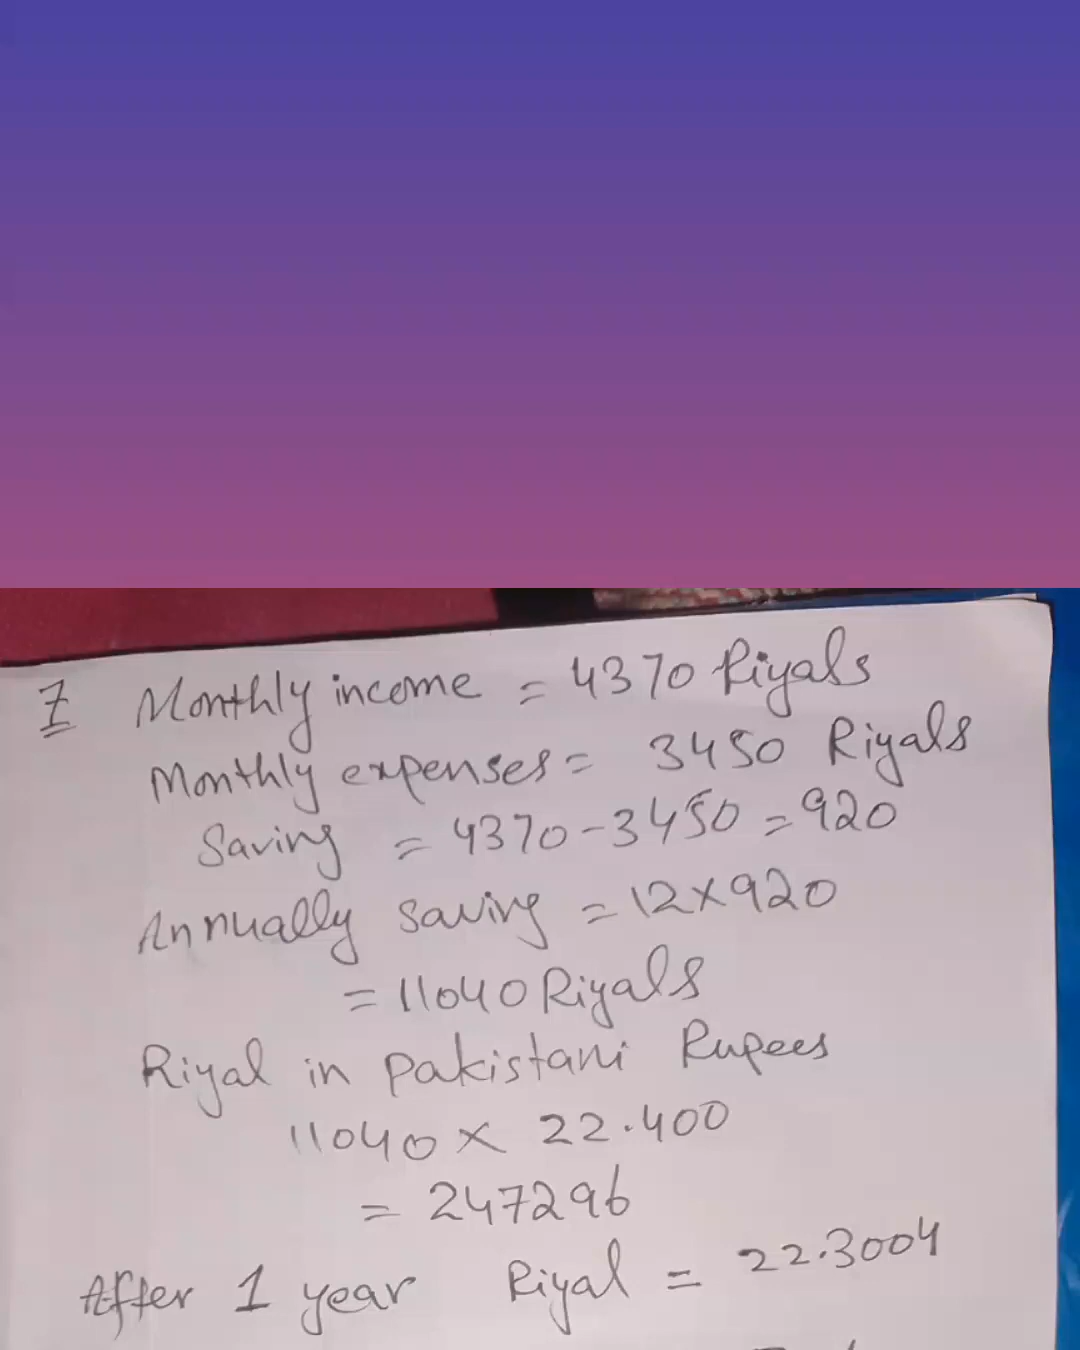 7 Monthly income = 4370 Riyals
Monthly expenses = 3450 Riyals
Saving = 4370-3450 = 920
Annually saving = 12×920
= 11040 Riyals
Riyal in pakistani Rupees
11040 × 22.400
= 247296
After 1 year Riyal = 22.3004